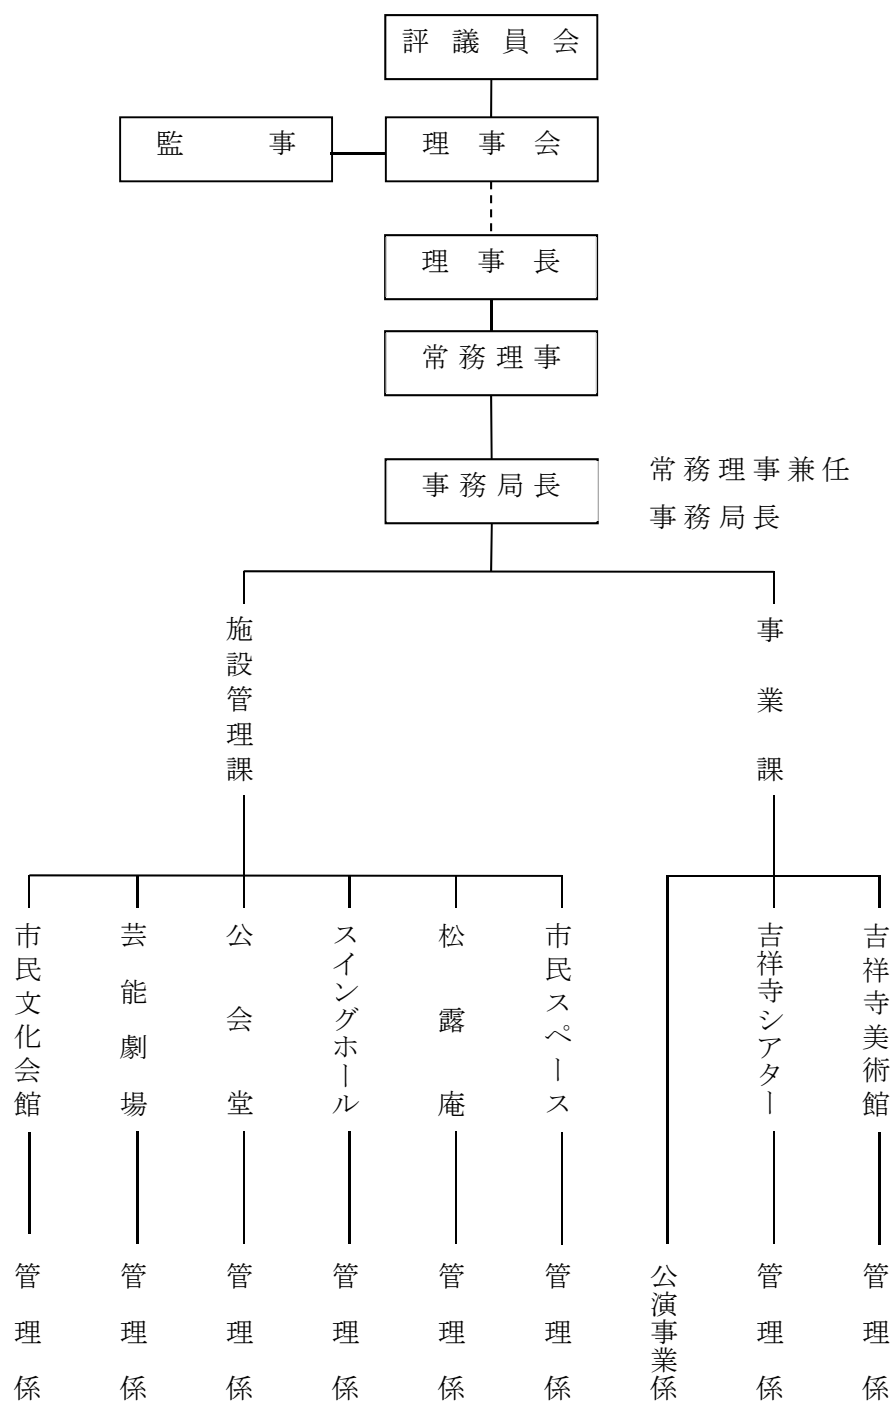 評議員会
監事
理事会
理事長
常務理事
事務局長
常務理事兼任
事務局長
施設管理課
事業課
市民文化会館
芸能劇場
公会堂
スイングホール
松露庵
市民スペース
吉祥寺シアター
吉祥寺美術館
管理係
管理係
管理係
管理係
管理係
管理係
公演事業係
管理係
管理係